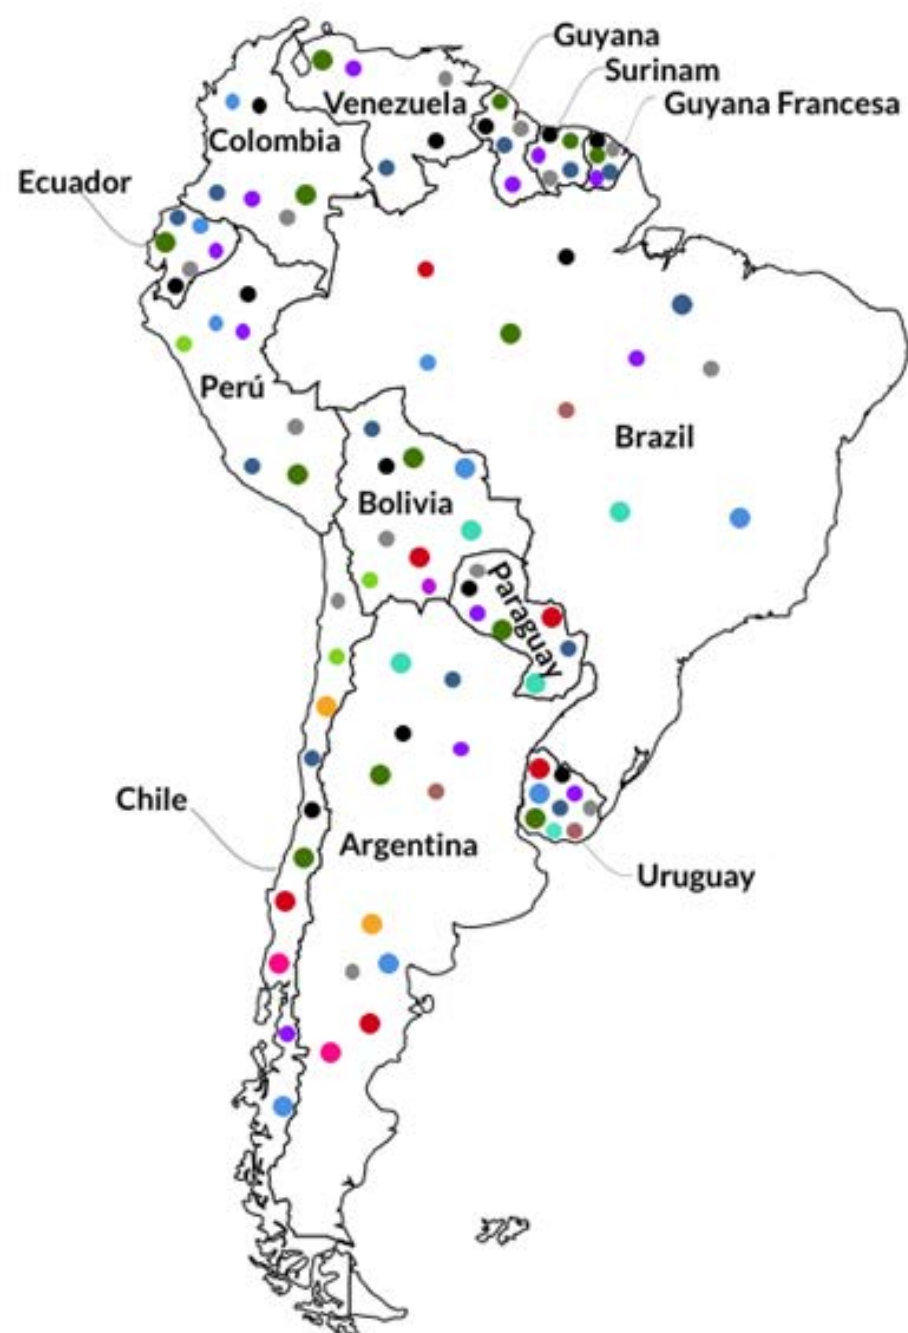 Guyana
Surinam
Guyana Francesa
Venezuela
Colombia
Ecuador
Perú
Brazil
Bolivia
Paraguay
Chile
Argentina
Uruguay